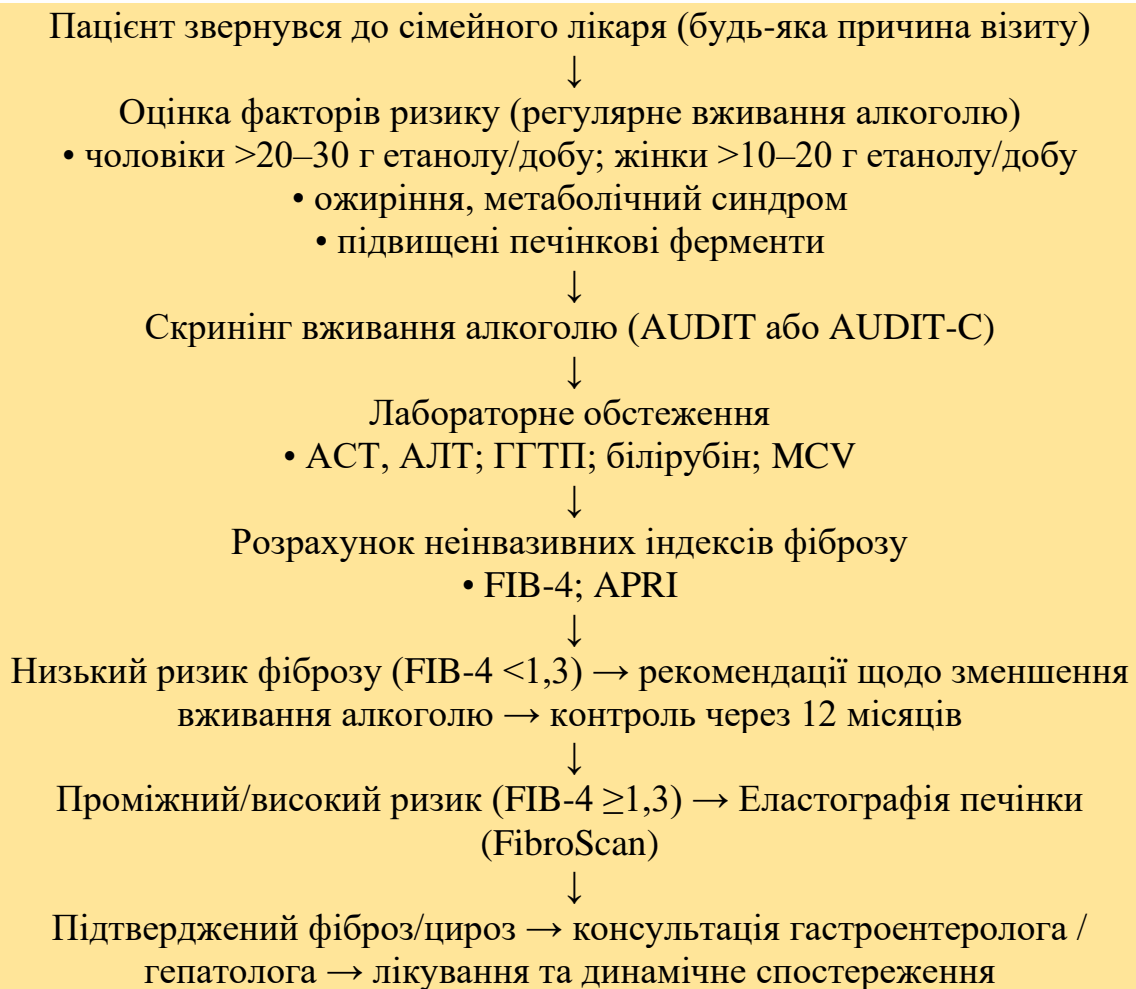 Пацієнт звернувся до сімейного лікаря (будь-яка причина візиту)
↓
Оцінка факторів ризику (регулярне вживання алкоголю)
• чоловіки >20–30 г етанолу/добу; жінки >10–20 г етанолу/добу
• ожиріння, метаболічний синдром
• підвищені печінкові ферменти
↓
Скринінг вживання алкоголю (AUDIT або AUDIT-C)
↓
Лабораторне обстеження
• АСТ, АЛТ; ГГТП; білірубін; MCV
↓
Розрахунок неінвазивних індексів фіброзу
• FIB-4; APRI
↓
Низький ризик фіброзу (FIB-4 <1,3) → рекомендації щодо зменшення
вживання алкоголю → контроль через 12 місяців
↓
Проміжний/високий ризик (FIB-4 ≥1,3) → Еластографія печінки
(FibroScan)
↓
Підтверджений фіброз/цироз → консультація гастроентеролога /
гепатолога → лікування та динамічне спостереження